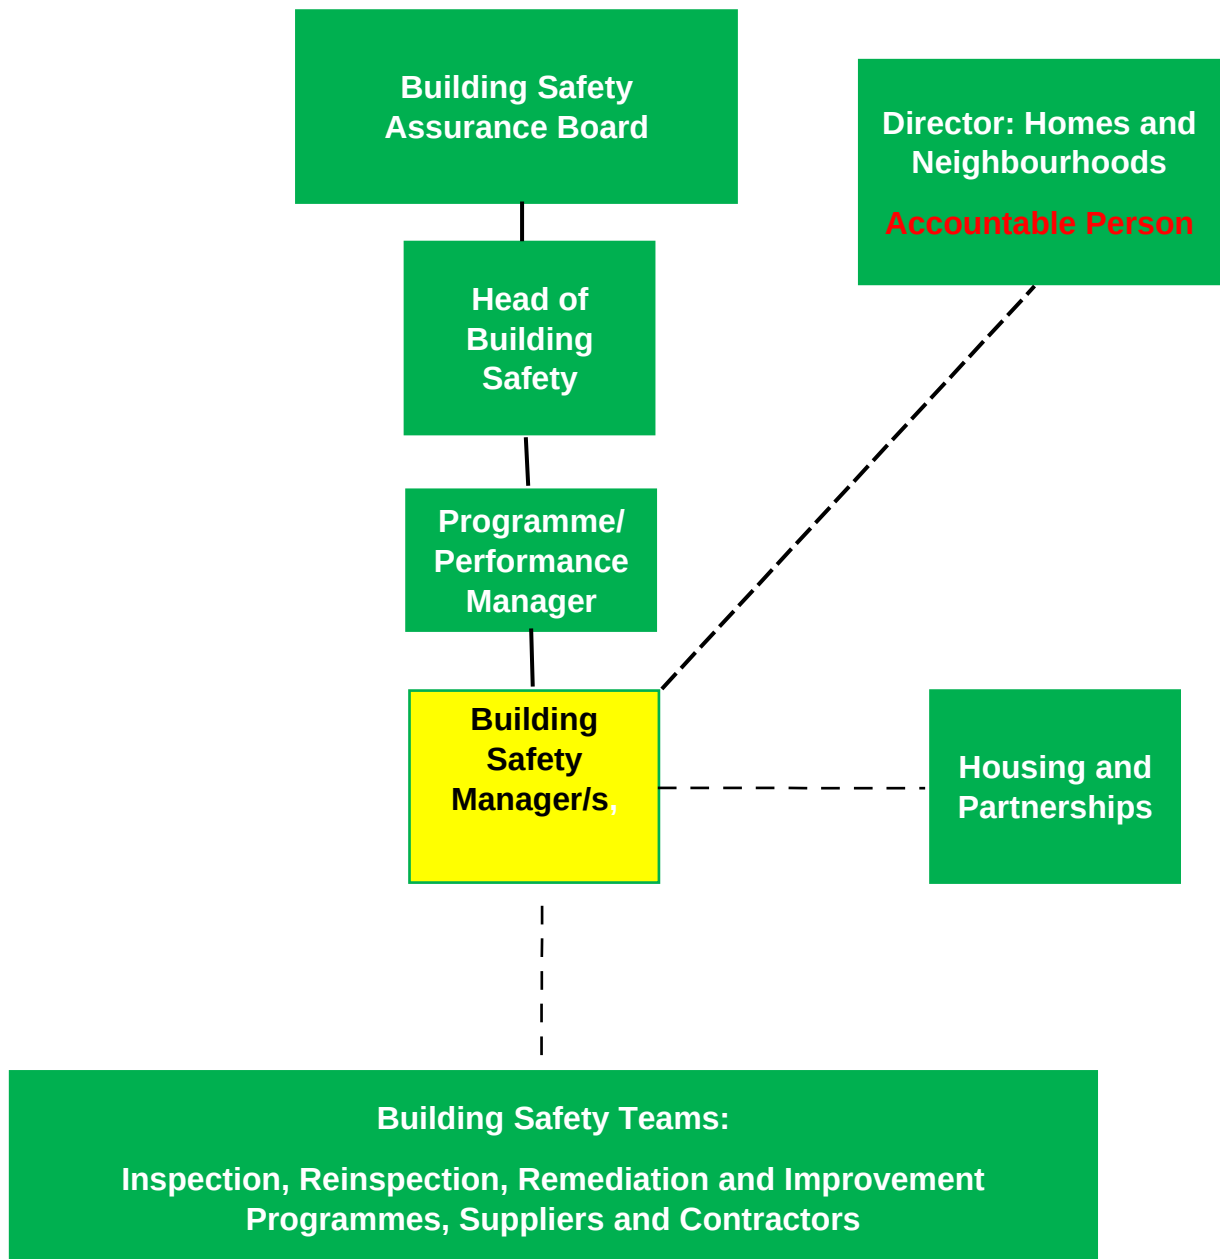 Building Safety
Assurance Board
Director: Homes and
Neighbourhoods
Accountable Person
Head of
Building
Safety
Programme/
Performance
Manager
Building
Safety
Manager/s,
Housing and
Partnerships
Building Safety Teams:
Inspection, Reinspection, Remediation and Improvement
Programmes, Suppliers and Contractors